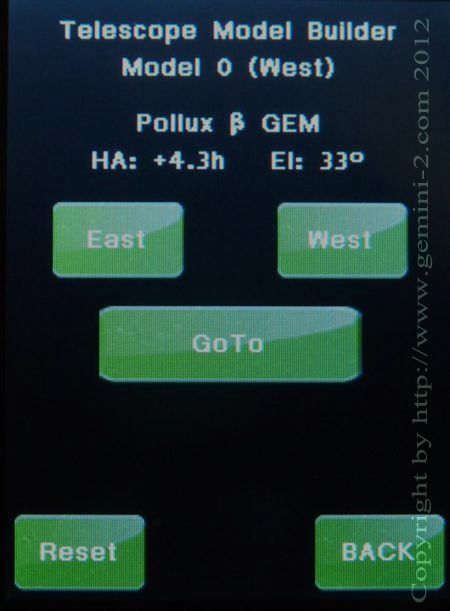 Telescope Model Builder
Model 0 (West)
Pollux β GEM
HA: +4.3h El: 33º
East West
GoTo
Reset BACK
Copyright by http://www.gemini-2.com 2012